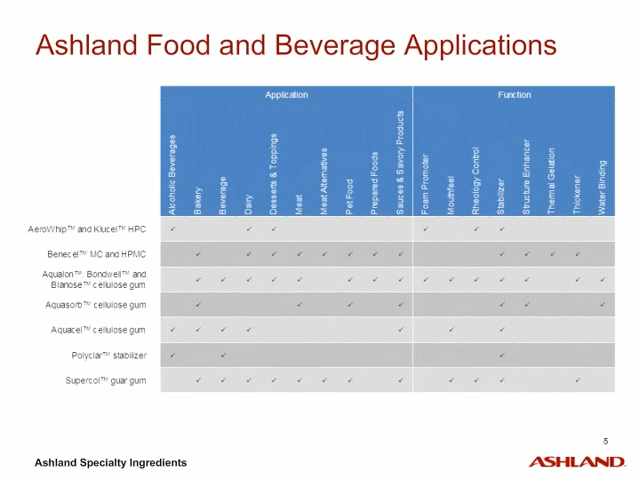 Ashland Food and Beverage Applications
Application Function
Alcoholic Beverages
Bakery
Beverage
Dairy
Desserts & Toppings
Meat
Meat Alternatives
Pet Food
Prepared Foods
Sauces & Savory Products
Foam Promoter
Mouthfeel
Rheology Control
Stabilizer
Structure Enhancer
Thermal Gelation
Thickener
Water Binding
AeroWhip™ and Klucel™ HPC ✓ ✓ ✓ ✓ ✓ ✓
Benecel™ MC and HPMC ✓ ✓ ✓ ✓ ✓ ✓ ✓ ✓ ✓ ✓ ✓ ✓
Aqualon™, Bondwell™ and
Blanose™ cellulose gum ✓ ✓ ✓ ✓ ✓ ✓ ✓ ✓ ✓ ✓ ✓ ✓ ✓ ✓ ✓
Aquasorb™ cellulose gum ✓ ✓ ✓ ✓ ✓ ✓ ✓
Aquacel™ cellulose gum ✓ ✓ ✓ ✓ ✓ ✓ ✓
Polyclar™ stabilizer ✓ ✓ ✓
Supercol™ guar gum ✓ ✓ ✓ ✓ ✓ ✓ ✓ ✓ ✓ ✓ ✓ ✓
5
Ashland Specialty Ingredients
ASHLAND.